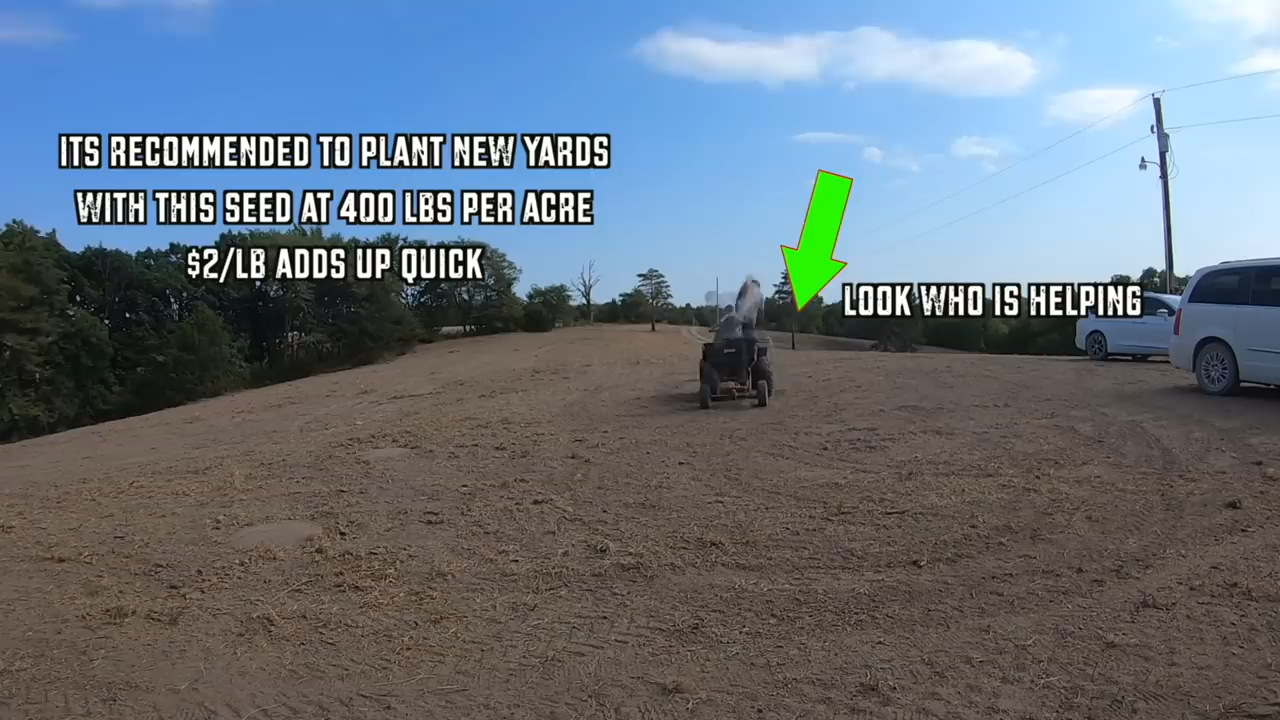 ITS RECOMMENDED TO PLANT NEW YARDS
WITH THIS SEED AT 400 LBS PER ACRE
$2/LB ADDS UP QUICK
LOOK WHO IS HELPING